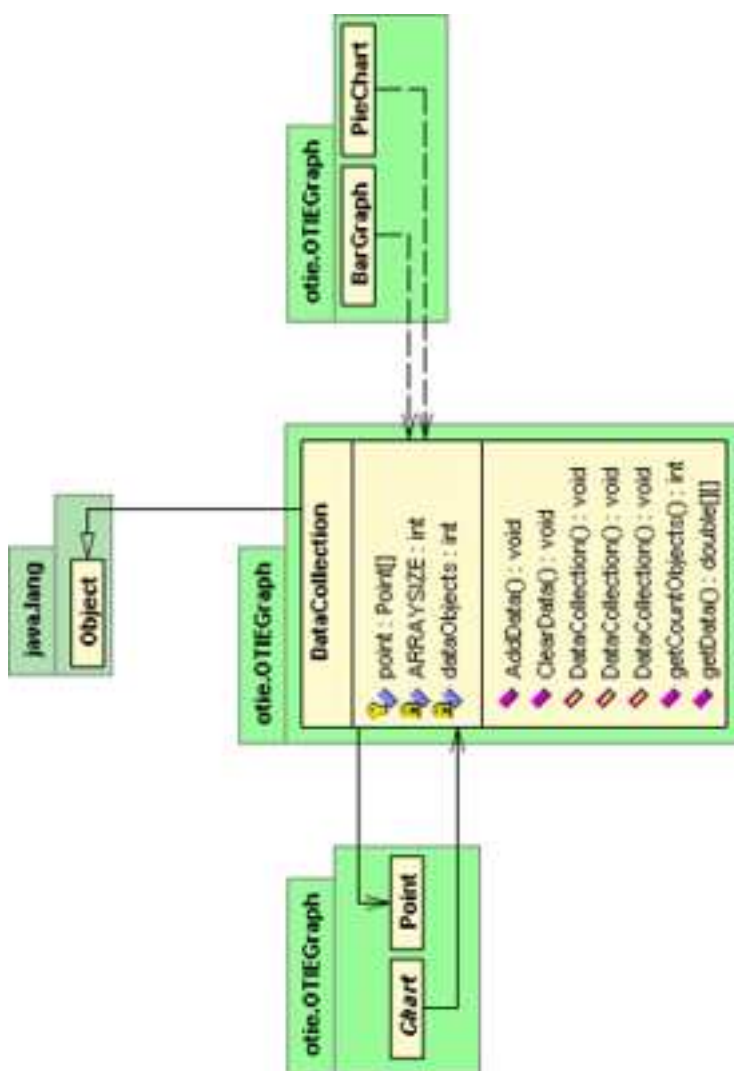 java.lang
Object
otie.OTIEGraph
Chart
Point
otie.OTIEGraph
DataCollection
point : Point[]
ARRAYSIZE : int
dataObjects : int
AddData() : void
ClearData() : void
DataCollection() : void
DataCollection() : void
DataCollection() : void
getCountObjects() : int
getData() : double[][]
otie.OTIEGraph
BarGraph
PieChart